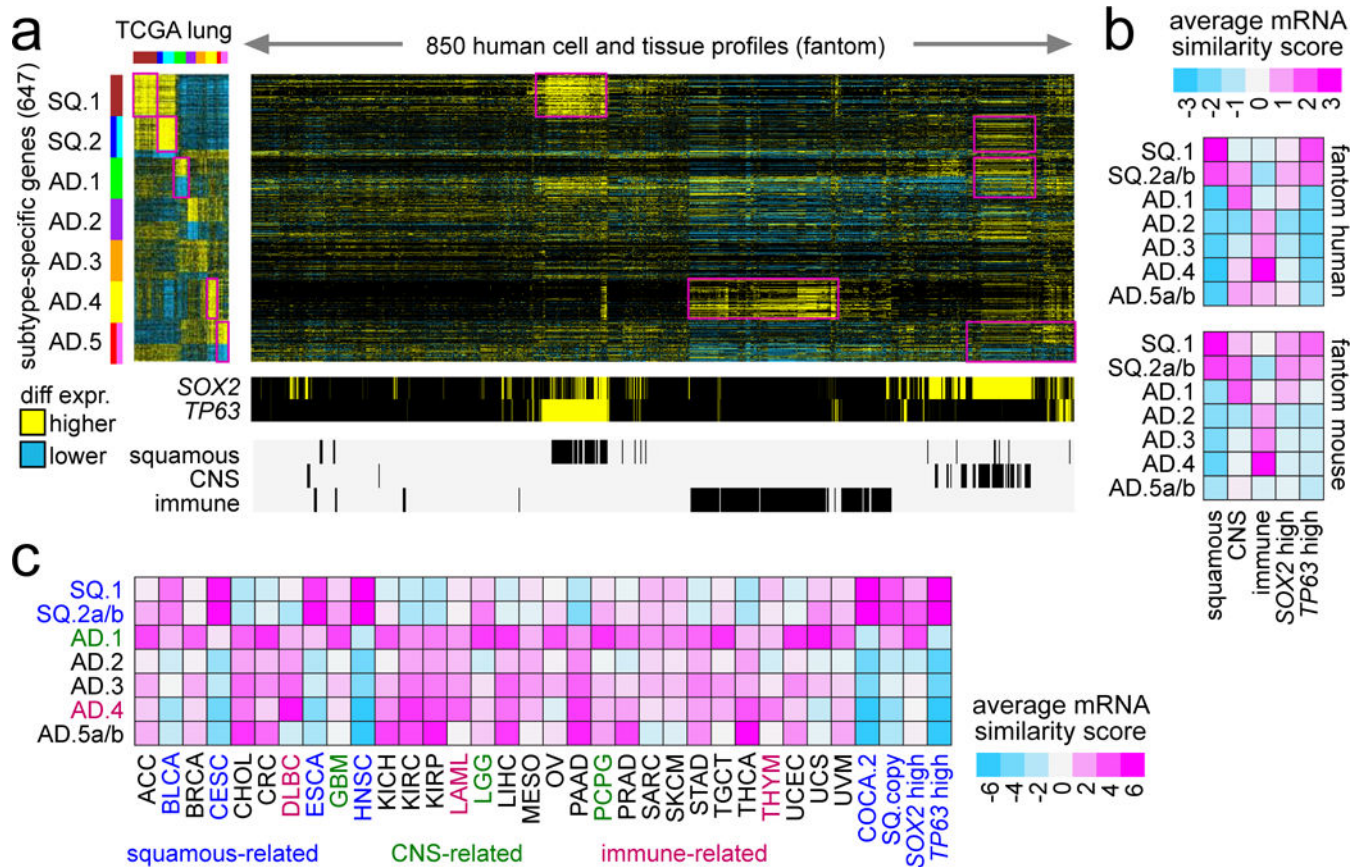 a
TCGA lung
850 human cell and tissue profiles (fantom)
subtype-specific genes (647)
SQ.1
SQ.2
AD.1
AD.2
AD.3
AD.4
AD.5
diff expr.
higher
lower
SOX2
TP63
squamous
CNS
immune
b
average mRNA
similarity score
-3 -2 -1 0 1 2 3
SQ.1
SQ.2a/b
AD.1
AD.2
AD.3
AD.4
AD.5a/b
fantom human
SQ.1
SQ.2a/b
AD.1
AD.2
AD.3
AD.4
AD.5a/b
fantom mouse
squamous
CNS
immune
SOX2 high
TP63 high
c
SQ.1
SQ.2a/b
AD.1
AD.2
AD.3
AD.4
AD.5a/b
ACC
BLCA
BRCA
CESC
CHOL
CRC
DLBC
ESCA
GBM
HNSC
KICH
KIRC
KIRP
LAML
LGG
LIHC
MESO
OV
PAAD
PCPG
PRAD
SARC
SKCM
STAD
TGCT
THCA
THYM
UCEC
UCS
UVM
COCA.2
SQ.copy
SOX2 high
TP63 high
squamous-related
CNS-related
immune-related
average mRNA
similarity score
-6 -4 -2 0 2 4 6